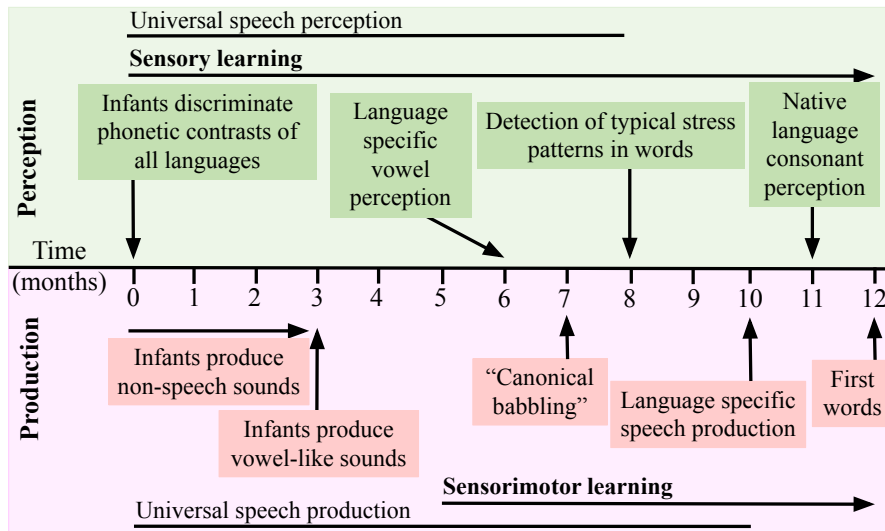 Universal speech perception
Sensory learning
Perception
Infants discriminate
phonetic contrasts of
all languages
Language
specific
vowel
perception
Detection of typical stress
patterns in words
Native
language
consonant
perception
Time
(months)
0 1 2 3 4 5 6 7 8 9 10 11 12
Production
Infants produce
non-speech sounds
Infants produce
vowel-like sounds
“Canonical
babbling”
Language specific
speech production
First
words
Sensorimotor learning
Universal speech production